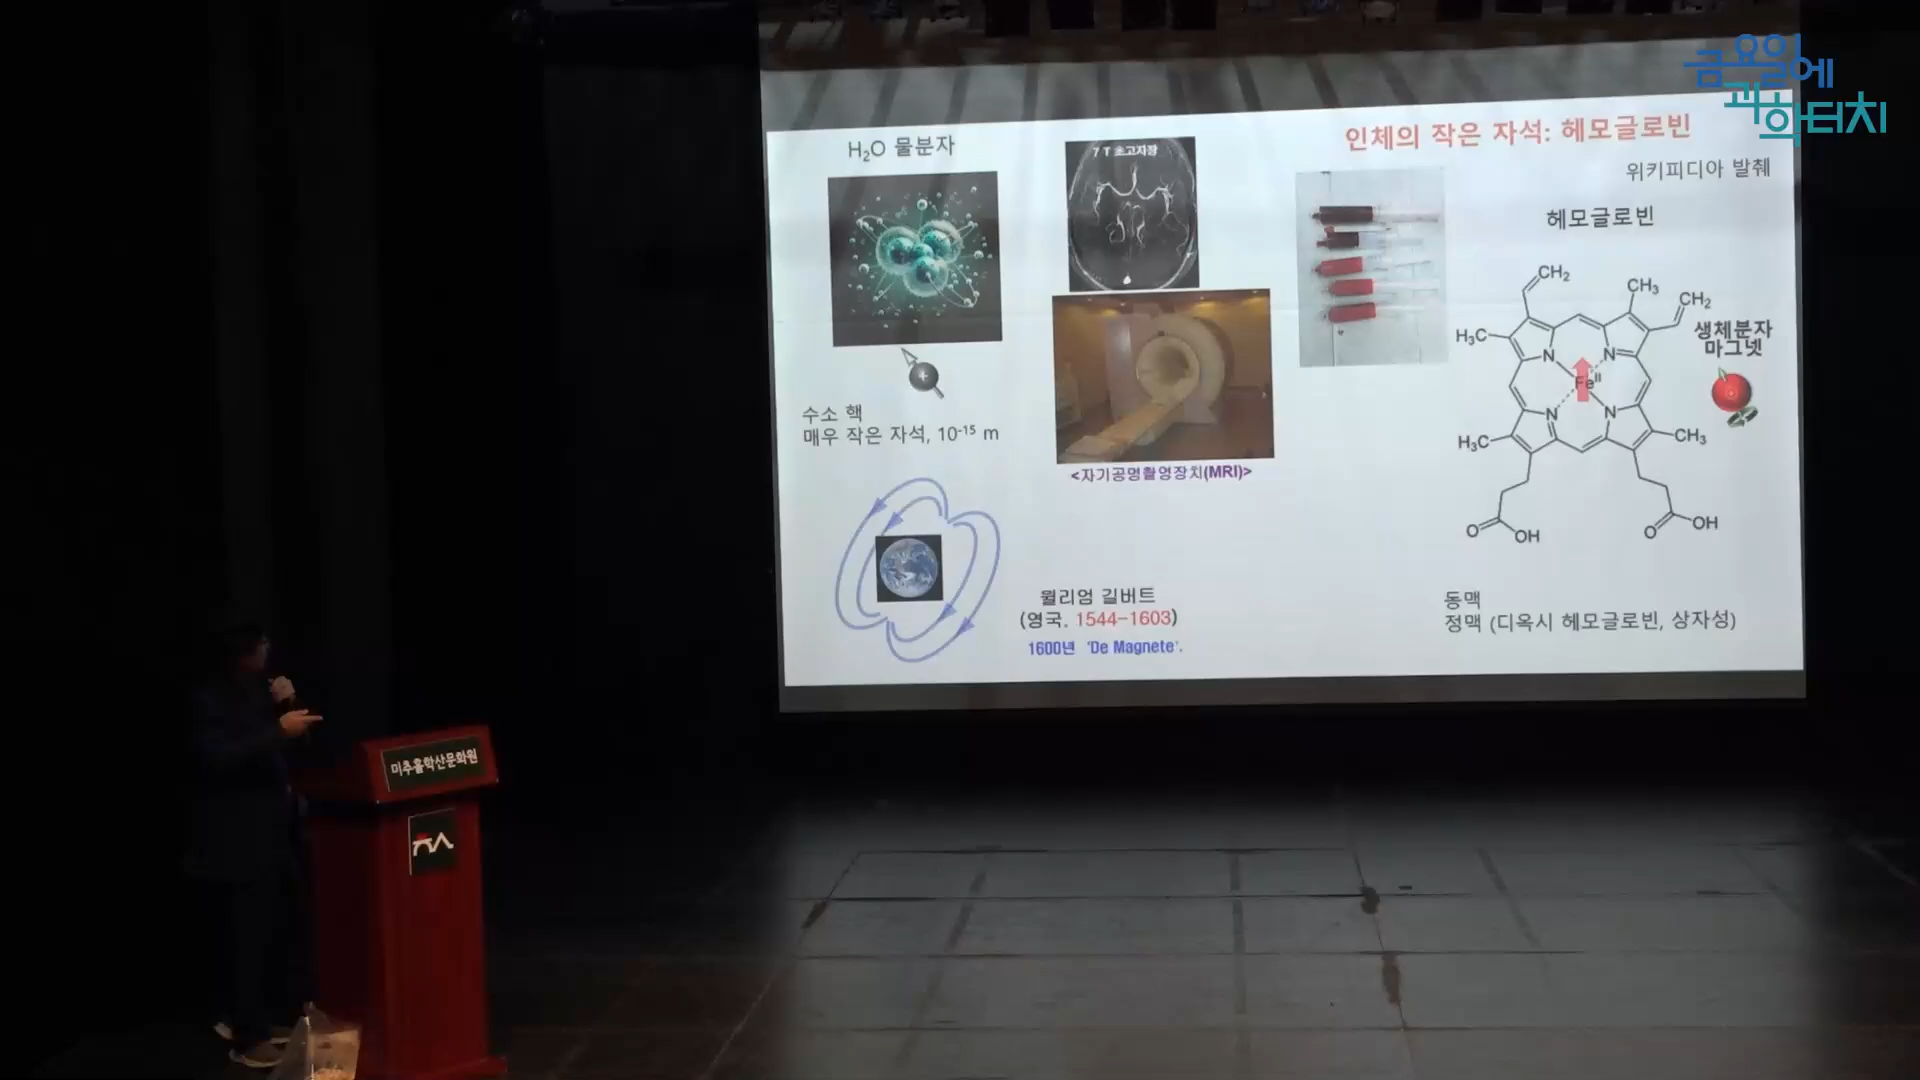 금요일에
과학터치
H₂O 물분자
7 T 초고자장
인체의 작은 자석: 헤모글로빈
위키피디아 발췌
헤모글로빈
CH₂
CH₃
CH₂
H₃C
N
N
생체분자
마그넷
Feᴵᴵ
+
수소 핵
매우 작은 자석, 10⁻¹⁵ m
N
N
H₃C
CH₃
<자기공명촬영장치(MRI)>
O
OH
O
OH
윌리엄 길버트
(영국. 1544-1603)
1600년 'De Magnete'.
동맥
정맥 (디옥시 헤모글로빈, 상자성)
미추홀학산문화원